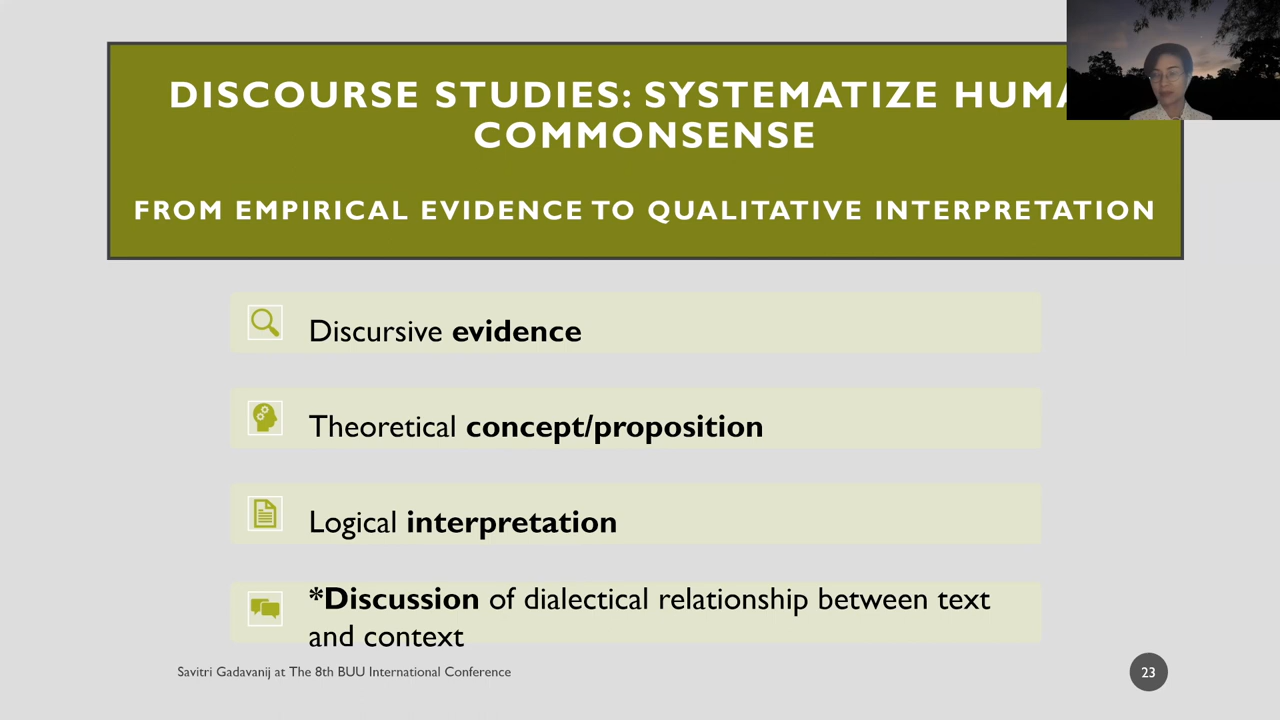 DISCOURSE STUDIES: SYSTEMATIZE
COMMONSENSE
FROM EMPIRICAL EVIDENCE TO QUALITATIVE INTERPRETATION
Discursive evidence
Theoretical concept/proposition
Logical interpretation
*Discussion of dialectical relationship between text
and context
Savitri Gadavanij at The 8th BUU International Conference
23